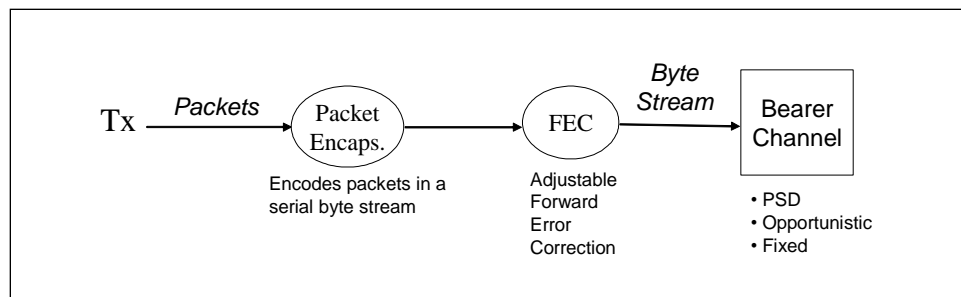 Tx
Packets
Packet
Encaps.
Encodes packets in a
serial byte stream
FEC
Adjustable
Forward
Error
Correction
Byte
Stream
Bearer
Channel
• PSD
• Opportunistic
• Fixed